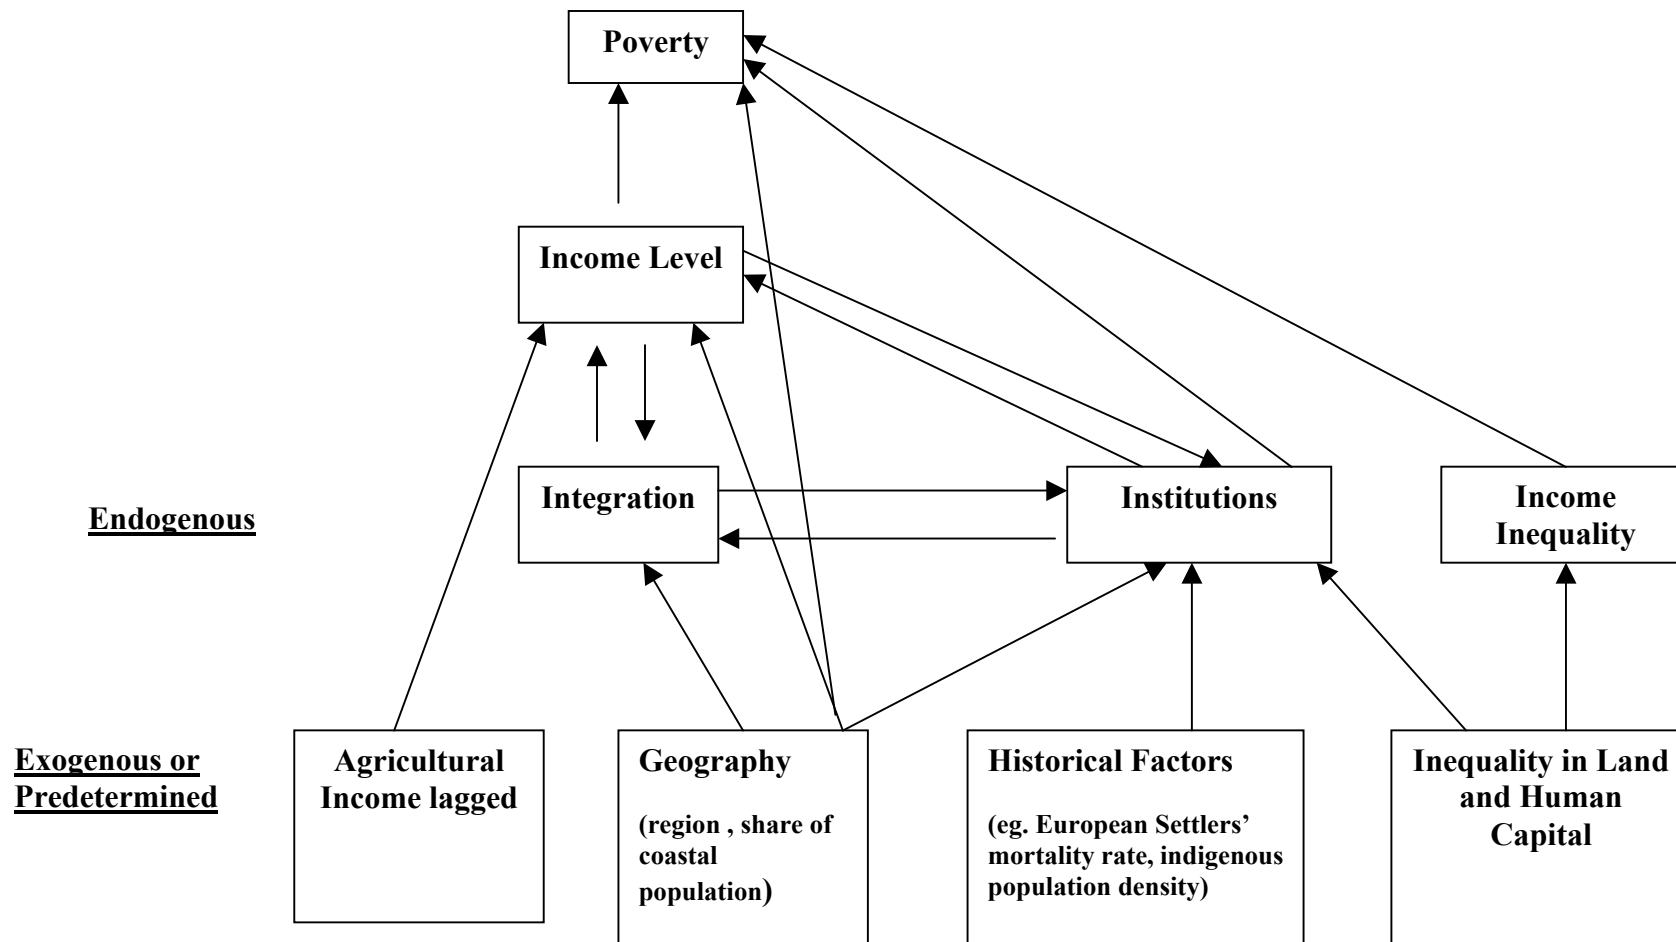 Poverty
Income Level
Endogenous
Integration
Institutions
Income
Inequality
Exogenous or
Predetermined
Agricultural
Income lagged
Geography
(region , share of
coastal
population)
Historical Factors
(eg. European Settlers’
mortality rate, indigenous
population density)
Inequality in Land
and Human
Capital